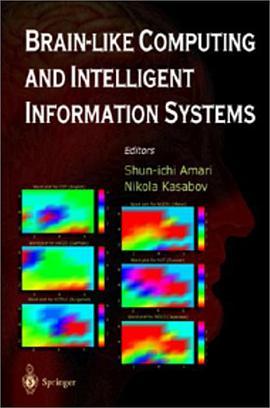 BRAIN-LIKE COMPUTING
AND INTELLIGENT
INFORMATION SYSTEMS
Editors
Shun-ichi Amari
Nikola Kasabov
Springer